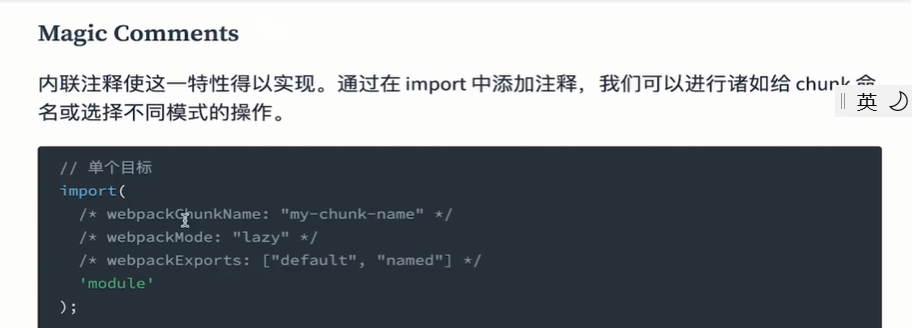 Magic Comments
内联注释使这一特性得以实现。通过在 import 中添加注释，我们可以进行诸如给 chunk 命
名或选择不同模式的操作。
英
// 单个目标
import(
/* webpackChunkName: "my-chunk-name" */
/* webpackMode: "lazy" */
/* webpackExports: ["default", "named"] */
'module'
);